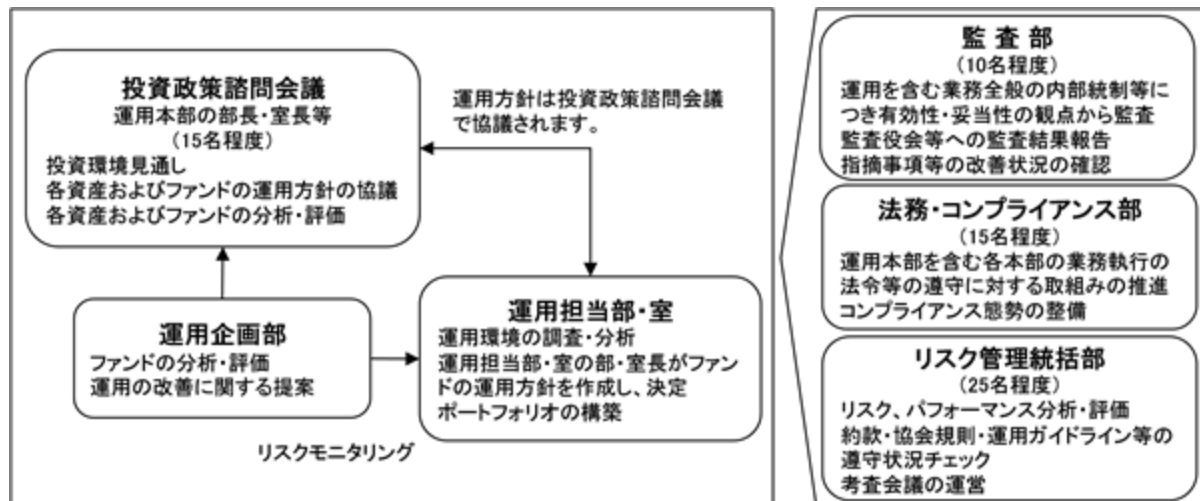 投資政策諮問会議
運用本部の部長・室長等
(15名程度)
投資環境見通し
各資産およびファンドの運用方針の協議
各資産およびファンドの分析・評価
運用方針は投資政策諮問会議
で協議されます。
運用企画部
ファンドの分析・評価
運用の改善に関する提案
運用担当部・室
運用環境の調査・分析
運用担当部・室の部・室長がファン
ドの運用方針を作成し、決定
ポートフォリオの構築
リスクモニタリング
監 査 部
(10名程度)
運用を含む業務全般の内部統制等に
つき有効性・妥当性の観点から監査
監査役会等への監査結果報告
指摘事項等の改善状況の確認
法務・コンプライアンス部
(15名程度)
運用本部を含む各本部の業務執行の
法令等の遵守に対する取組みの推進
コンプライアンス態勢の整備
リスク管理統括部
(25名程度)
リスク、パフォーマンス分析・評価
約款・協会規則・運用ガイドライン等の
遵守状況チェック
考査会議の運営